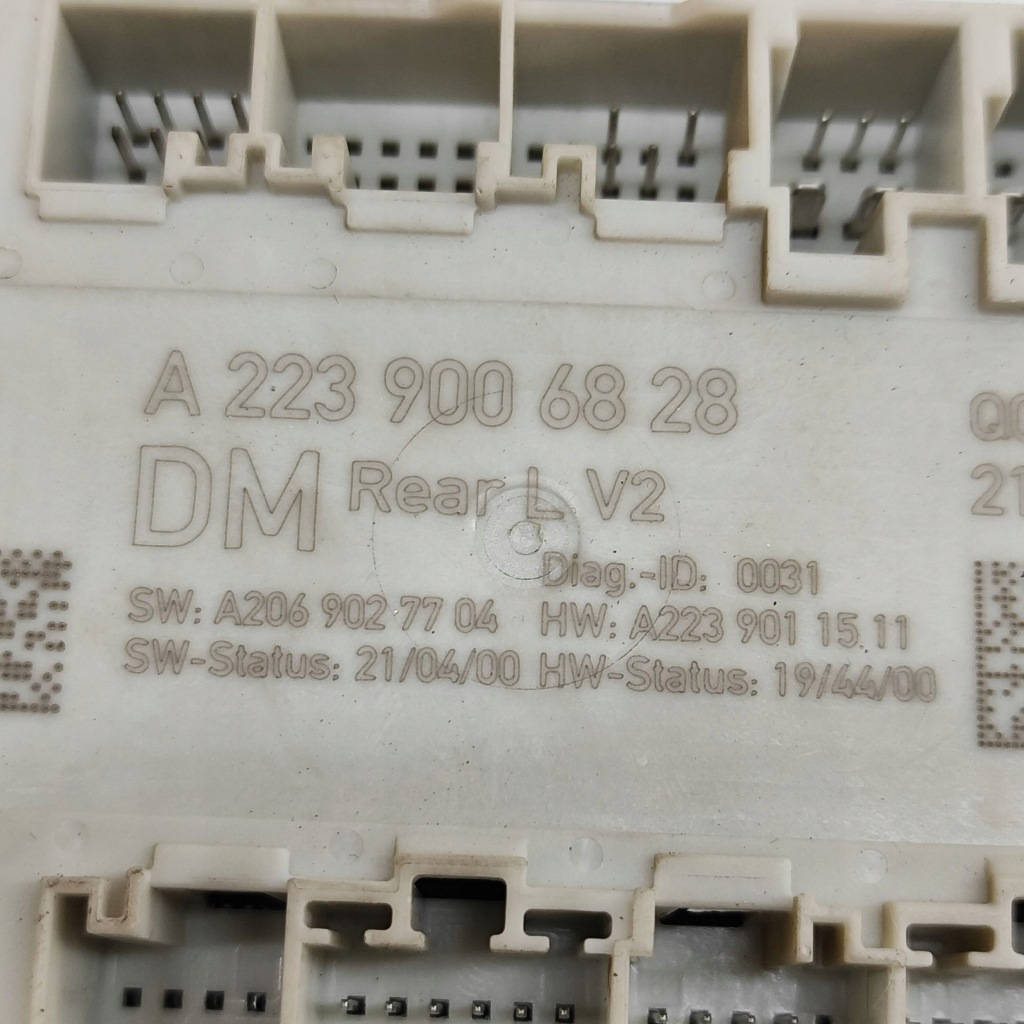 A 223 900 68 28
DM Rear L V2
Diag.-ID: 0031
SW: A206 902 77 04 HW: A223 901 15 11
SW-Status: 21/04/00 HW-Status: 19/44/00
21